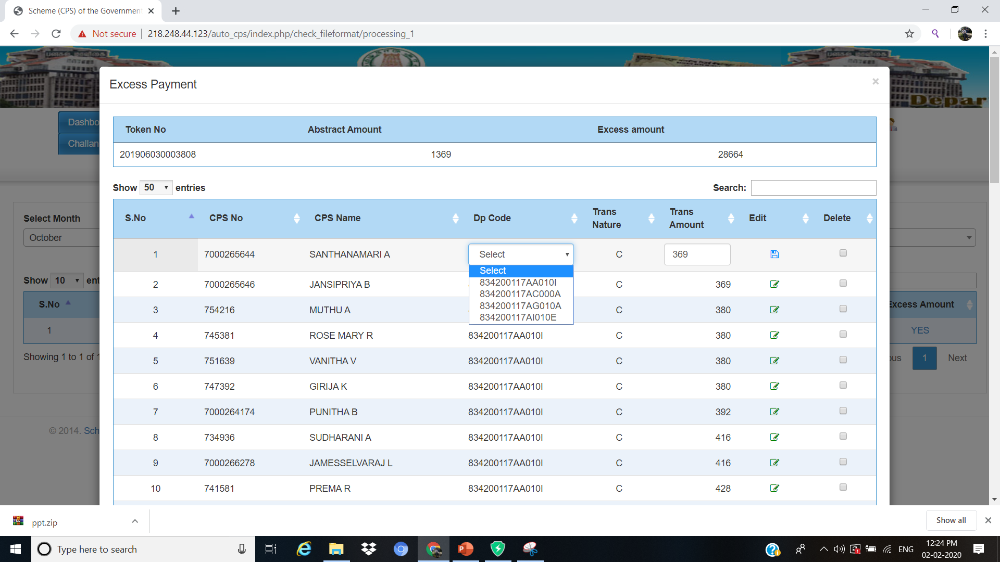 Scheme (CPS) of the Government
Not secure | 218.248.44.123/auto_cps/index.php/check_fileformat/processing_1
Depar
Excess Payment
×
Dashbo
Challan
Token No Abstract Amount Excess amount
201906030003808 1369 28664
Show 50 entries Search:
S.No CPS No CPS Name Dp Code Trans Nature Trans Amount Edit Delete
1 7000265644 SANTHANAMARI A Select C 369
Select
834200117AA010I
834200117AC000A
834200117AG010A
834200117AI010E
2 7000265646 JANSIPRIYA B C 369
3 754216 MUTHU A C 380
4 745381 ROSE MARY R 834200117AA010I C 380
5 751639 VANITHA V 834200117AA010I C 380
6 747392 GIRIJA K 834200117AA010I C 380
7 7000264174 PUNITHA B 834200117AA010I C 392
8 734936 SUDHARANI A 834200117AA010I C 416
9 7000266278 JAMESSELVARAJ L 834200117AA010I C 416
10 741581 PREMA R 834200117AA010I C 428
Select Month
October
Show 10 ent
S.No Excess Amount
1 YES
Showing 1 to 1 of 1 ous 1 Next
© 2014. Sch
ppt.zip Show all
Type here to search
ENG
12:24 PM
02-02-2020